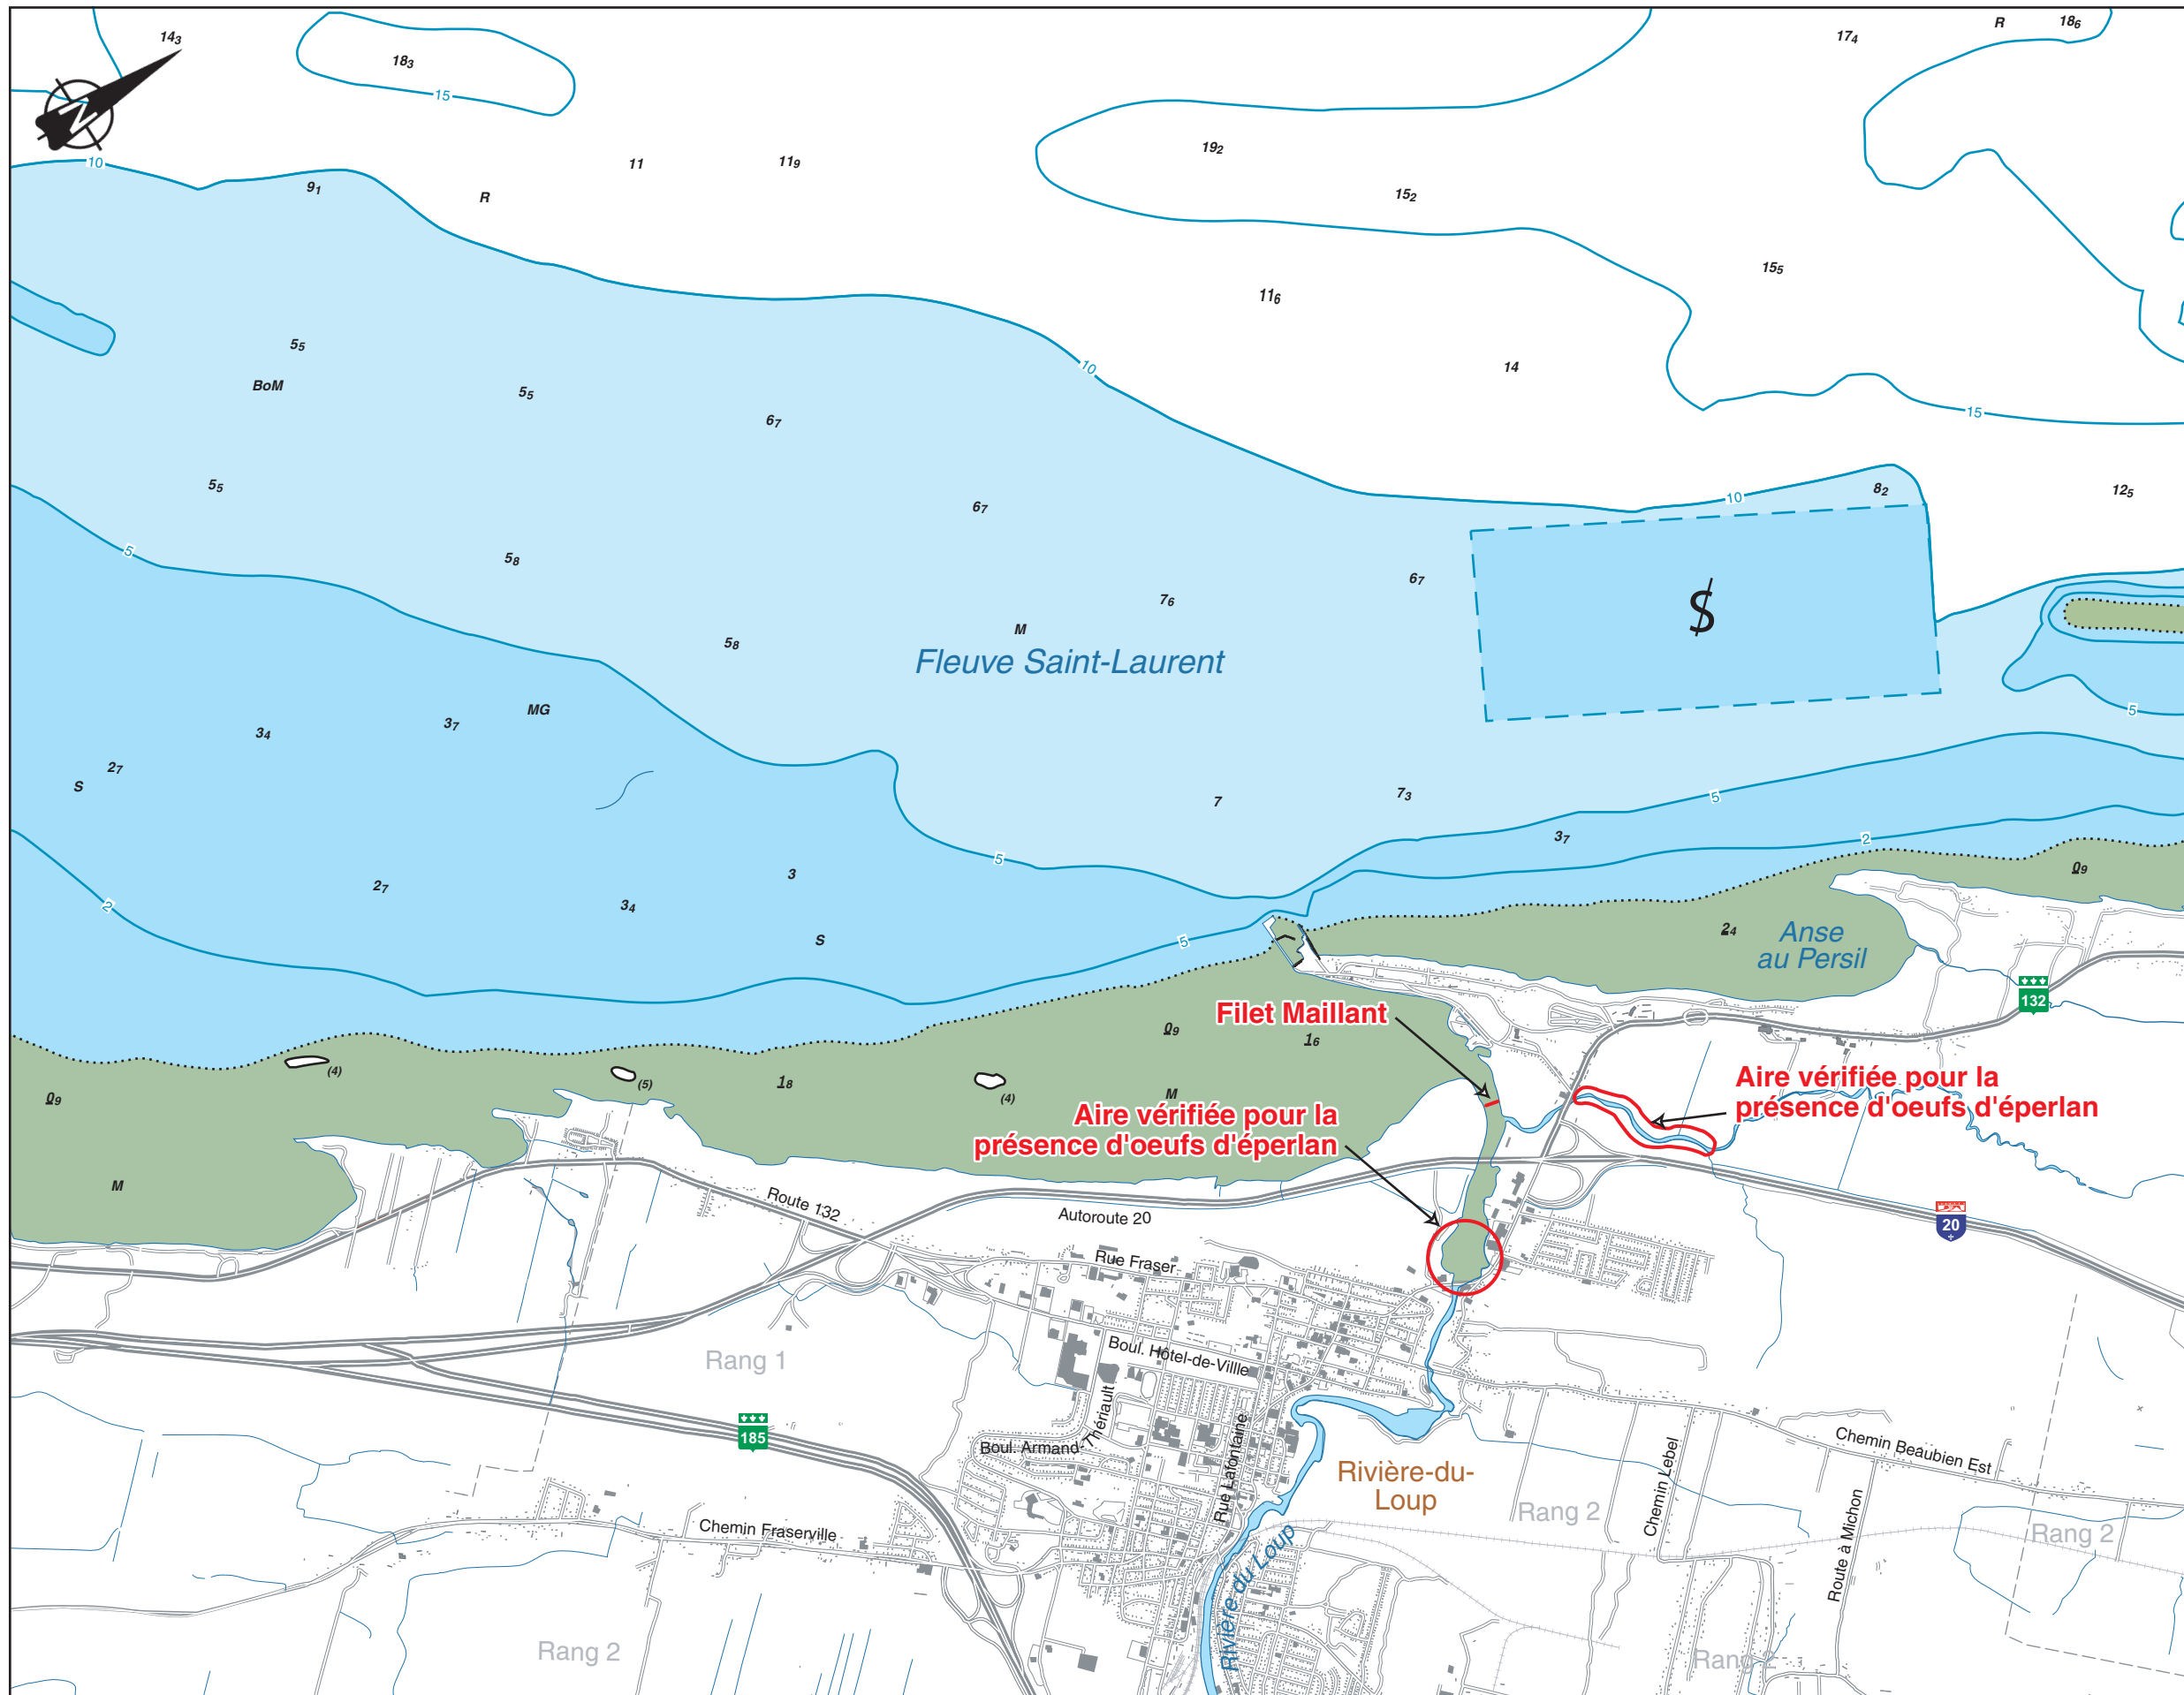 14₃
18₃
15
17₄
R
18₆
N
10
9₁
R
11
11₉
19₂
15₂
15₅
11₆
14
10
15
5₅
BoM
5₅
6₇
5₅
6₇
10
8₂
12₅
5
5₈
6₇
7₆
$
5₈
M
Fleuve Saint-Laurent
5
MG
3₇
3₄
2₇
S
7
7₃
5
3₇
2
2₇
3
5
3₄
2
S
5
0₉
2₄
Anse
au Persil
132
Filet Maillant
0₉
1₆
(4)
(5)
1₈
(4)
M
0₉
Aire vérifiée pour la
présence d'oeufs d'éperlan
Aire vérifiée pour la
présence d'oeufs d'éperlan
M
Route 132
Autoroute 20
20
Rue Fraser
Rang 1
Boul. Hôtel-de-Villle
185
Boul. Armand-Thériault
Rue Lafontaine
Rivière-du-
Loup
Rang 2
Chemin Lebel
Chemin Beaubien Est
Route à Michon
Rang 2
Chemin Fraserville
Rivière du Loup
Rang 2
Rang 2